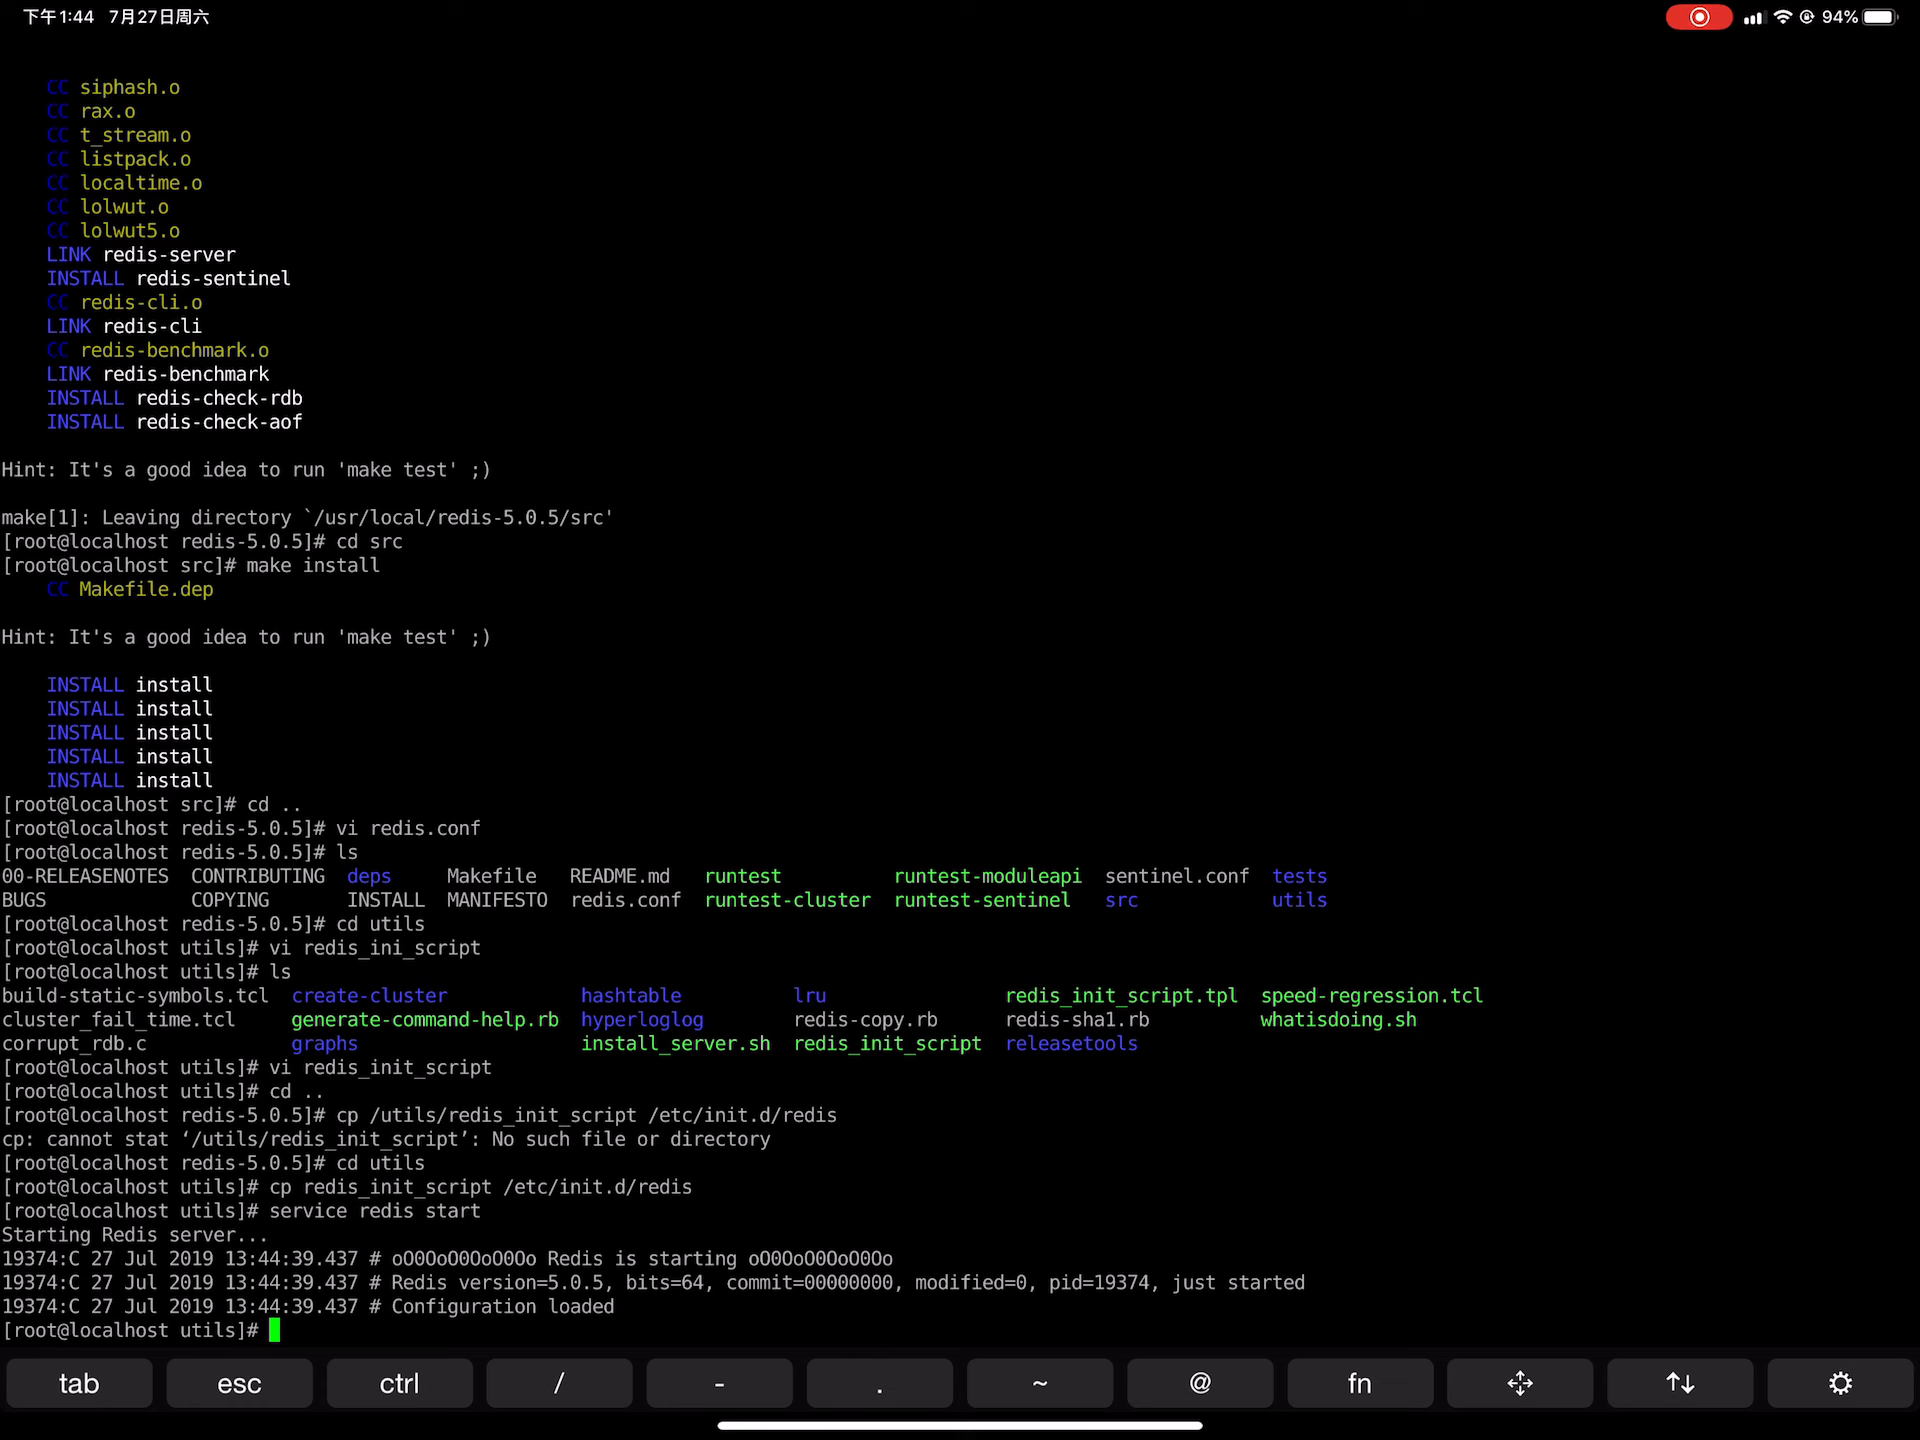 下午1:44 7月27日周六 94%
CC siphash.o
CC rax.o
CC t_stream.o
CC listpack.o
CC localtime.o
CC lolwut.o
CC lolwut5.o
LINK redis-server
INSTALL redis-sentinel
CC redis-cli.o
LINK redis-cli
CC redis-benchmark.o
LINK redis-benchmark
INSTALL redis-check-rdb
INSTALL redis-check-aof
Hint: It's a good idea to run 'make test' ;)
make[1]: Leaving directory `/usr/local/redis-5.0.5/src'
[root@localhost redis-5.0.5]# cd src
[root@localhost src]# make install
CC Makefile.dep
Hint: It's a good idea to run 'make test' ;)
INSTALL install
INSTALL install
INSTALL install
INSTALL install
INSTALL install
[root@localhost src]# cd ..
[root@localhost redis-5.0.5]# vi redis.conf
[root@localhost redis-5.0.5]# ls
00-RELEASENOTES CONTRIBUTING deps Makefile README.md runtest runtest-moduleapi sentinel.conf tests
BUGS COPYING INSTALL MANIFESTO redis.conf runtest-cluster runtest-sentinel src utils
[root@localhost redis-5.0.5]# cd utils
[root@localhost utils]# vi redis_ini_script
[root@localhost utils]# ls
build-static-symbols.tcl create-cluster hashtable lru redis_init_script.tpl speed-regression.tcl
cluster_fail_time.tcl generate-command-help.rb hyperloglog redis-copy.rb redis-sha1.rb whatisdoing.sh
corrupt_rdb.c graphs install_server.sh redis_init_script releasetools
[root@localhost utils]# vi redis_init_script
[root@localhost utils]# cd ..
[root@localhost redis-5.0.5]# cp /utils/redis_init_script /etc/init.d/redis
cp: cannot stat ‘/utils/redis_init_script’: No such file or directory
[root@localhost redis-5.0.5]# cd utils
[root@localhost utils]# cp redis_init_script /etc/init.d/redis
[root@localhost utils]# service redis start
Starting Redis server...
19374:C 27 Jul 2019 13:44:39.437 # oO0OoO0OoO0Oo Redis is starting oO0OoO0OoO0Oo
19374:C 27 Jul 2019 13:44:39.437 # Redis version=5.0.5, bits=64, commit=00000000, modified=0, pid=19374, just started
19374:C 27 Jul 2019 13:44:39.437 # Configuration loaded
[root@localhost utils]#
tab esc ctrl / - . ~ @ fn